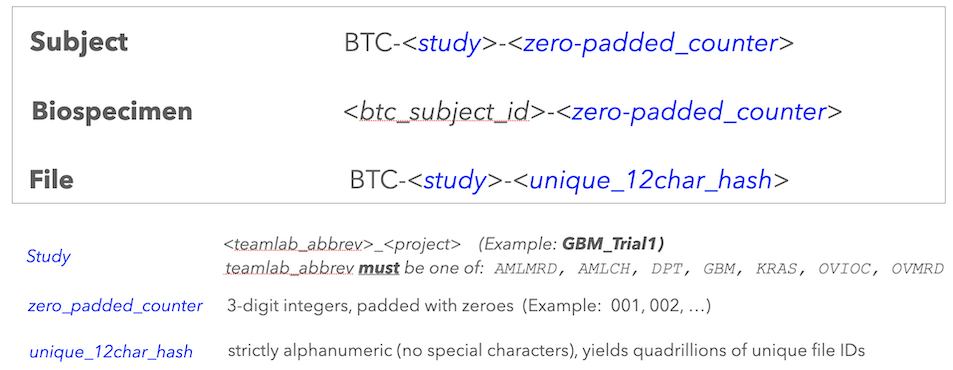 Subject BTC-<study>-<zero-padded_counter>
Biospecimen <btc_subject_id>-<zero-padded_counter>
File BTC-<study>-<unique_12char_hash>
Study <teamlab_abbrev>_<project> (Example: GBM_Trial1)
teamlab_abbrev must be one of: AMLMRD, AMLCH, DPT, GBM, KRAS, OVIOC, OVMRD
zero_padded_counter 3-digit integers, padded with zeroes (Example: 001, 002, …)
unique_12char_hash strictly alphanumeric (no special characters), yields quadrillions of unique file IDs